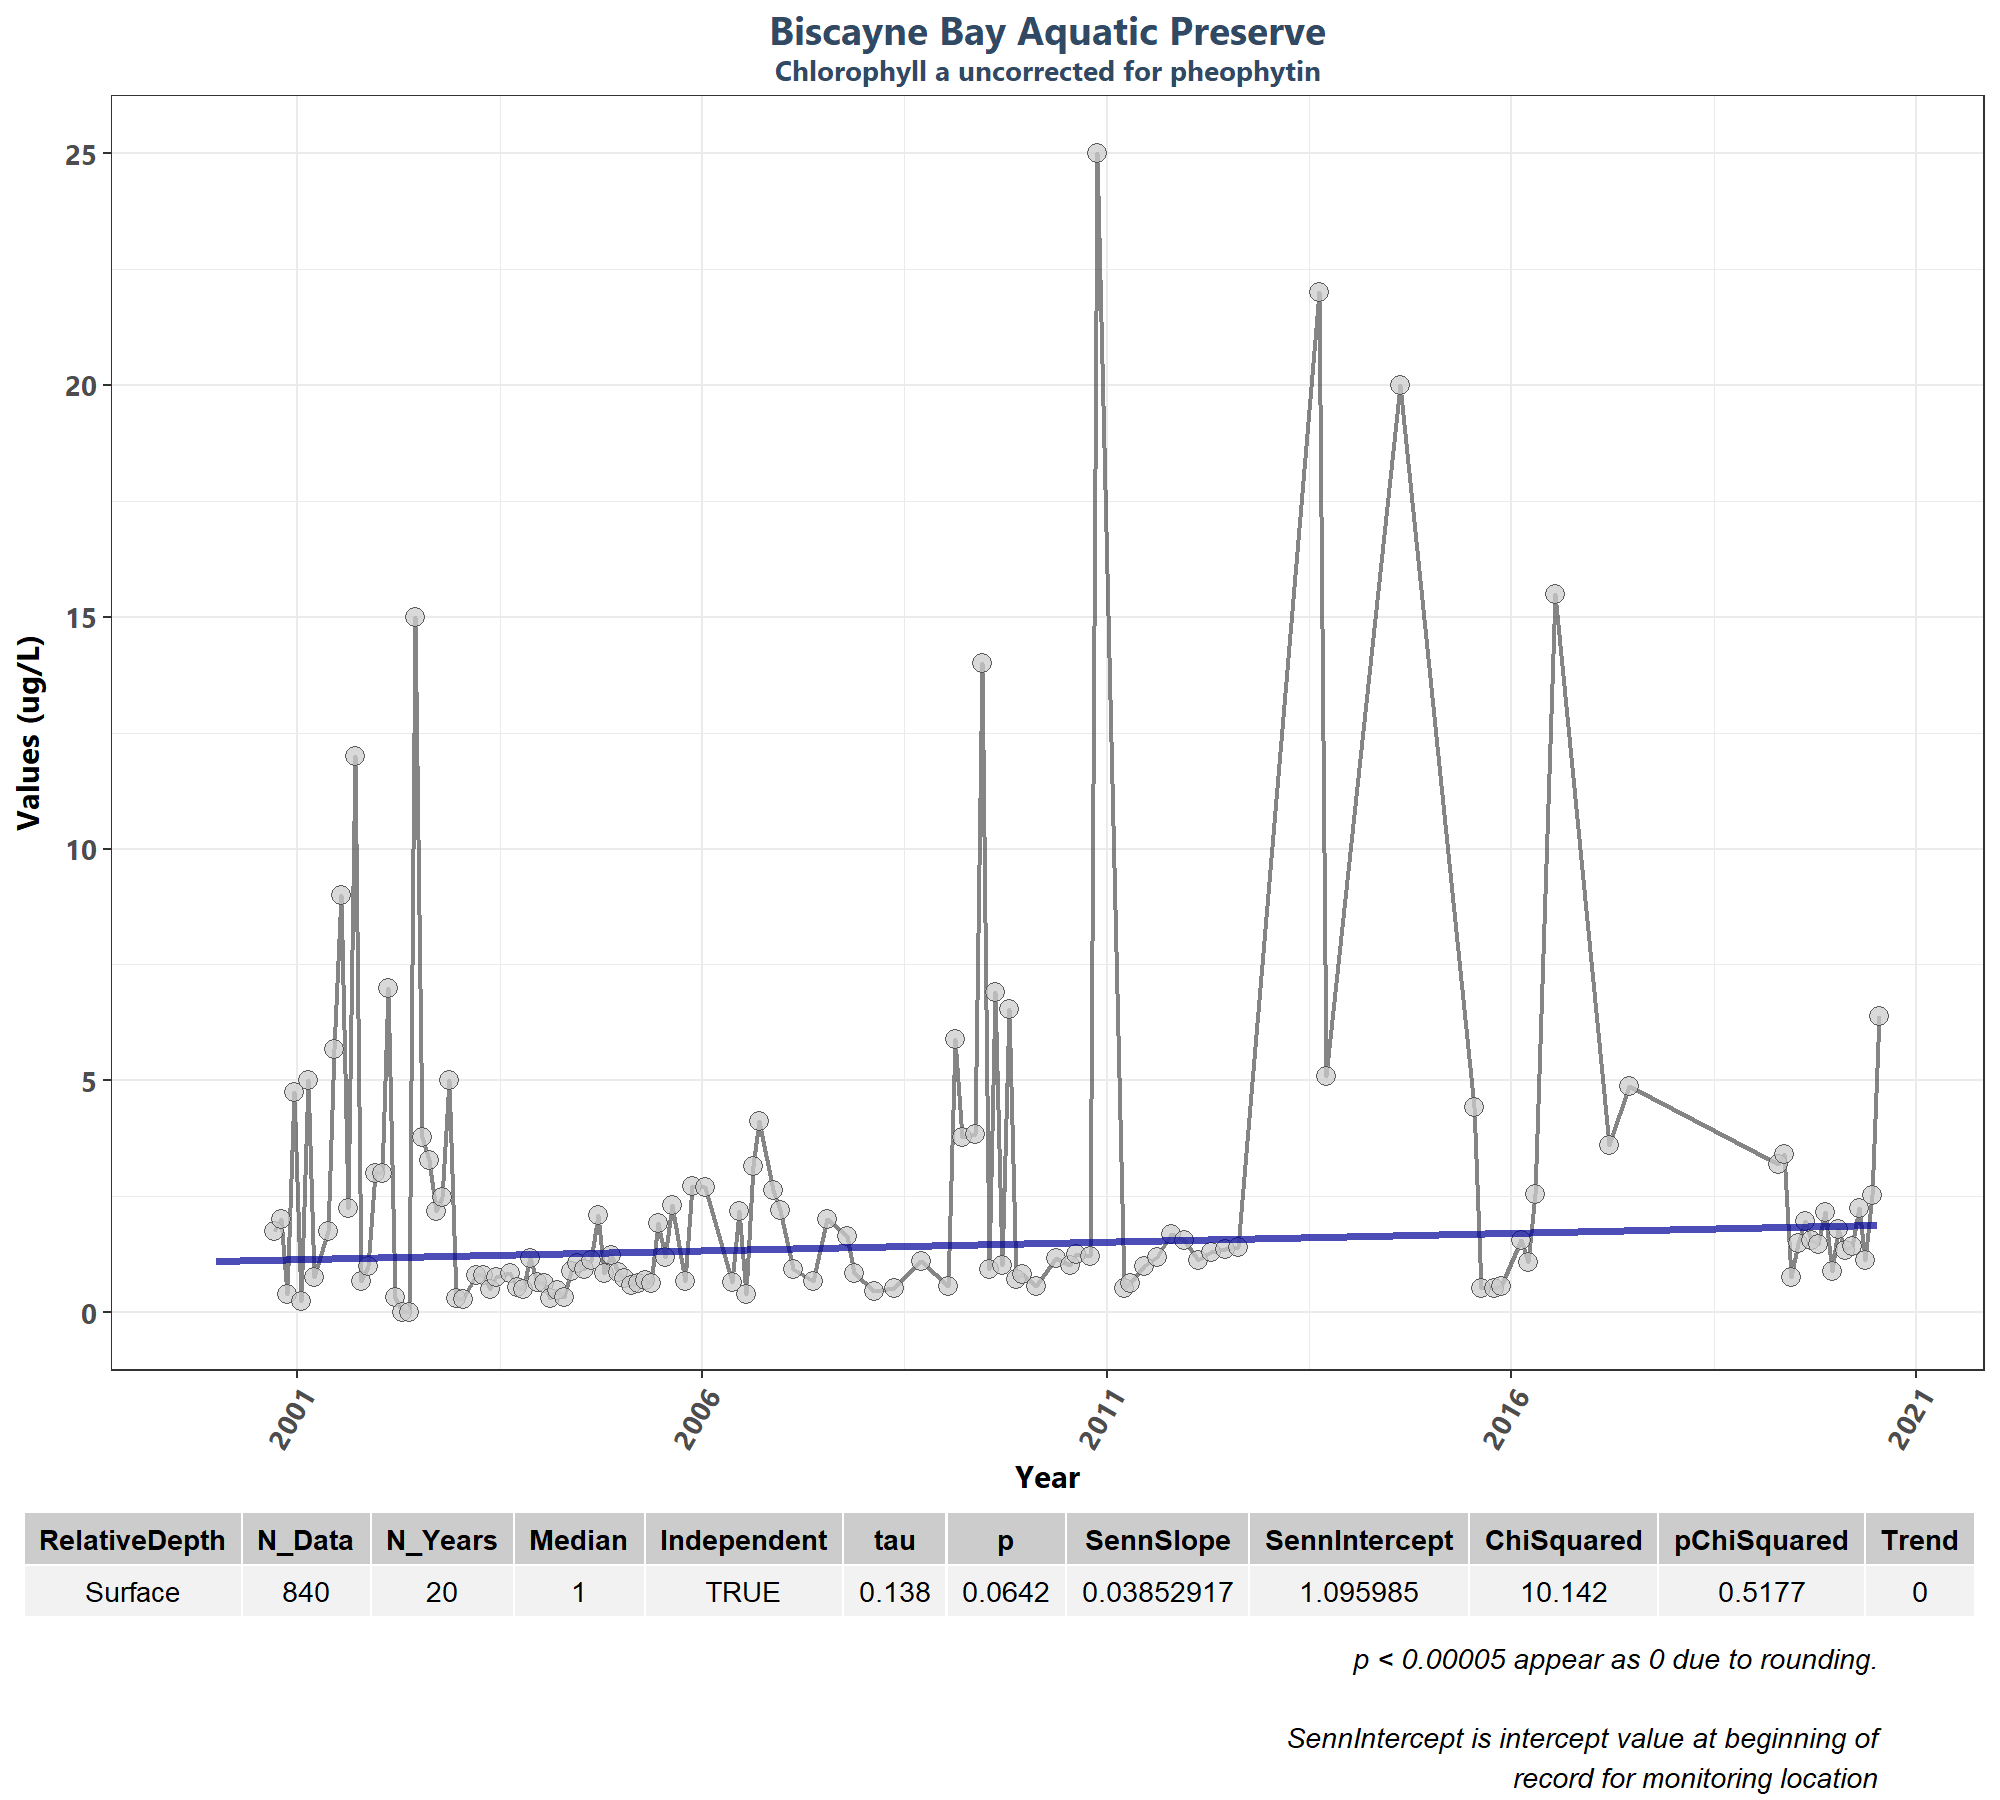 Biscayne Bay Aquatic Preserve
Chlorophyll a uncorrected for pheophytin
Values (ug/L)
25
20
15
10
5
0
2001
2006
2011
2016
2021
Year
RelativeDepth N_Data N_Years Median Independent tau p SennSlope SennIntercept ChiSquared pChiSquared Trend
Surface 840 20 1 TRUE 0.138 0.0642 0.03852917 1.095985 10.142 0.5177 0
p < 0.00005 appear as 0 due to rounding.
SennIntercept is intercept value at beginning of
record for monitoring location